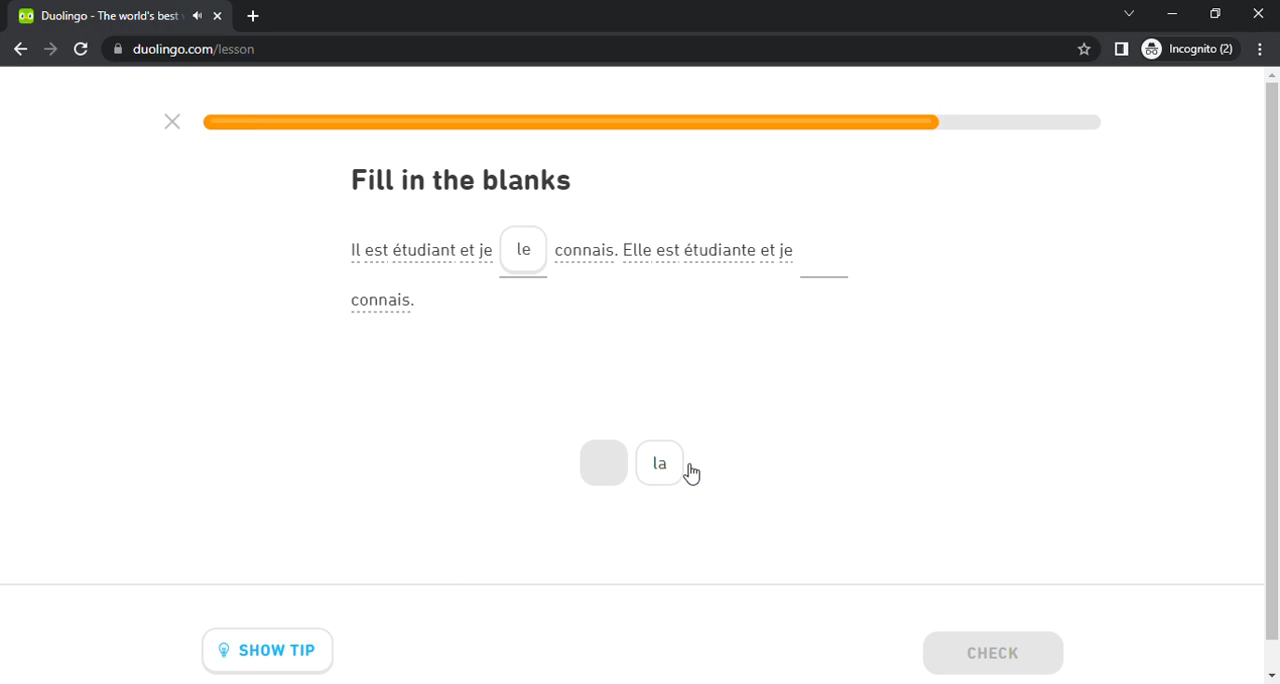 Duolingo - The world's best
duolingo.com/lesson
Incognito (2)
Fill in the blanks
Il est étudiant et je le connais. Elle est étudiante et je
connais.
la
SHOW TIP
CHECK